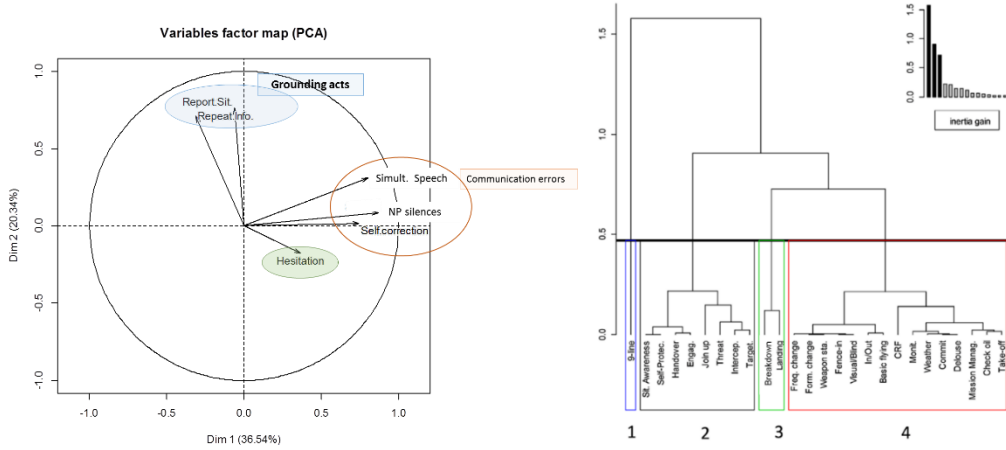 Variables factor map (PCA)
Grounding acts
Report.Sit.
Repeat.Info.
Simult. Speech
Communication errors
NP silences
Self.correction
Hesitation
Dim 2 (20.34%)
1.0
0.5
0.0
-0.5
-1.0
-1.0 -0.5 0.0 0.5 1.0
Dim 1 (36.54%)
1.5
1.0
0.5
0.0
1.5
1.0
0.5
0.0
inertia gain
9-line
Sit. Awareness
Self-Protec.
Handover
Engag.
Join up
Threat
Intercep.
Target.
Breakdown
Landing
Freq. change
Form. change
Weapon sta.
Fence-in
Visual/Blind
In/Out
Basic flying
CRF
Monit.
Weather
Commit
Delouse
Mission Manag.
Check oil
Take-off
1 2 3 4